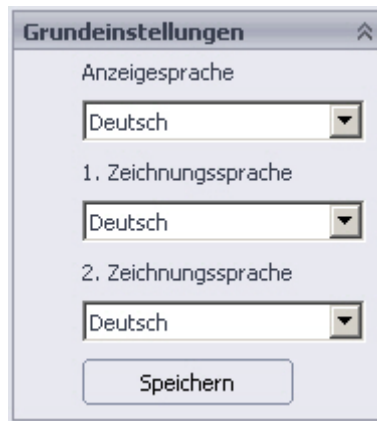 Grundeinstellungen
Anzeigesprache
Deutsch
1. Zeichnungssprache
Deutsch
2. Zeichnungssprache
Deutsch
Speichern